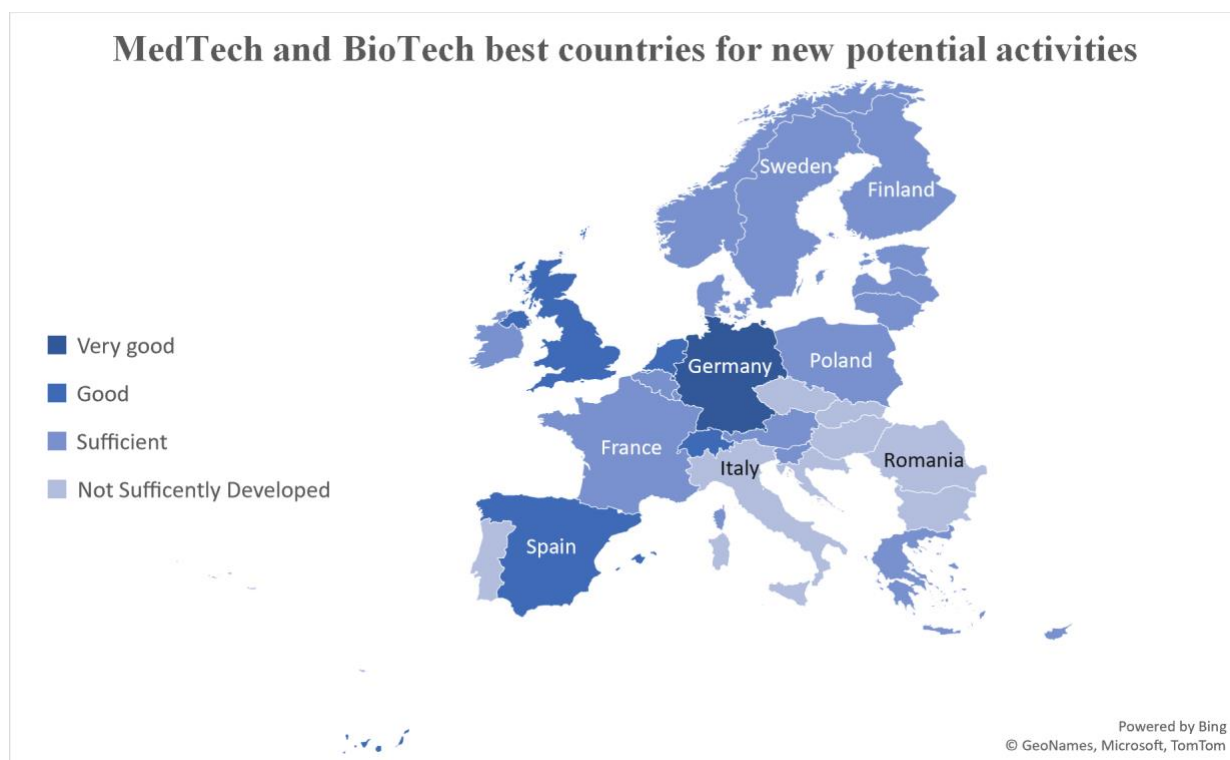 MedTech and BioTech best countries for new potential activities
Sweden
Finland
Very good
Good
Sufficient
Not Sufficently Developed
Germany
Poland
France
Italy
Romania
Spain
Powered by Bing
© GeoNames, Microsoft, TomTom